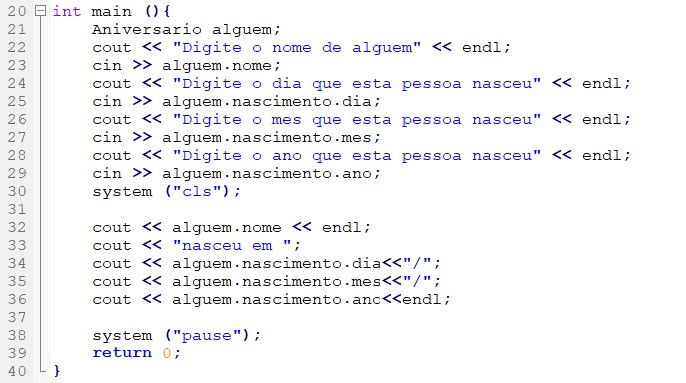 20 int main (){
21 Aniversario alguem;
22 cout << "Digite o nome de alguem" << endl;
23 cin >> alguem.nome;
24 cout << "Digite o dia que esta pessoa nasceu" << endl;
25 cin >> alguem.nascimento.dia;
26 cout << "Digite o mes que esta pessoa nasceu" << endl;
27 cin >> alguem.nascimento.mes;
28 cout << "Digite o ano que esta pessoa nasceu" << endl;
29 cin >> alguem.nascimento.ano;
30 system ("cls");
31
32 cout << alguem.nome << endl;
33 cout << "nasceu em ";
34 cout << alguem.nascimento.dia<<"/";
35 cout << alguem.nascimento.mes<<"/";
36 cout << alguem.nascimento.ano<<endl;
37
38 system ("pause");
39 return 0;
40 }